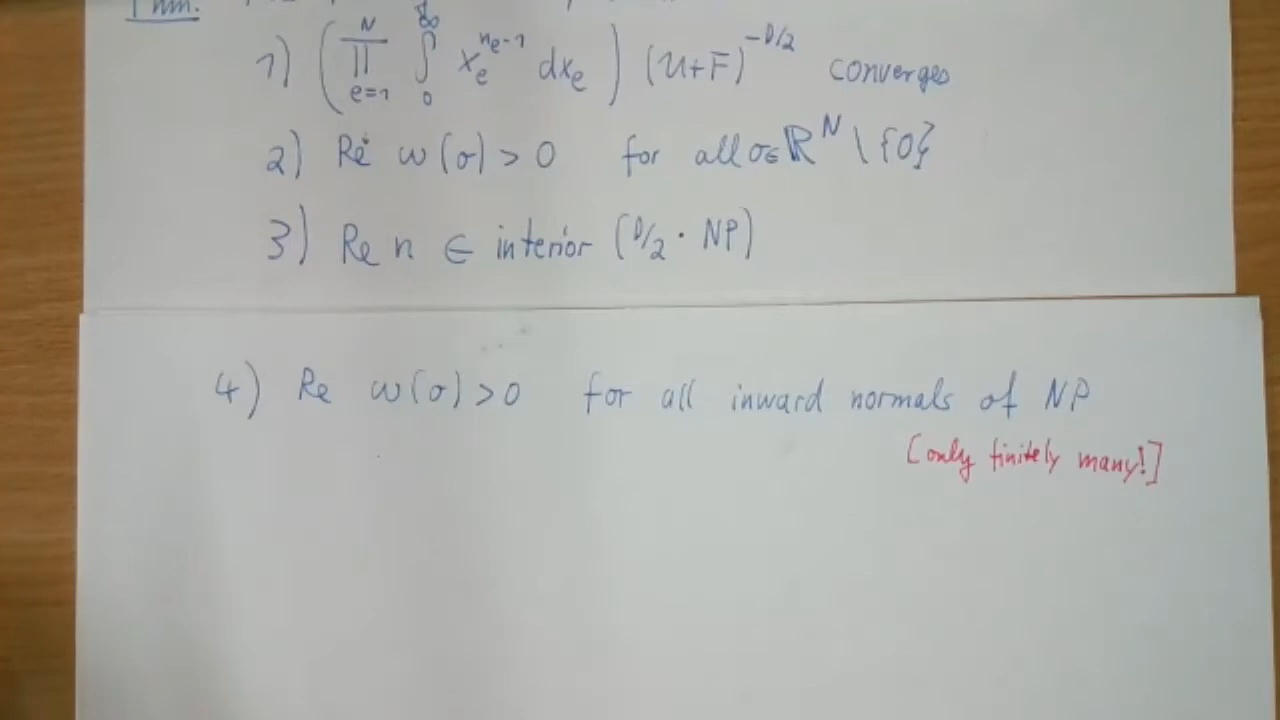 Thm.
1) ( ∏_{e=1}^{N} ∫_0^∞ x_e^{n_e-1} dx_e ) (U+F)^{-D/2} converges
2) Re ω(σ) > 0 for all σ∈ ℝ^N \ {0}
3) Re n ∈ interior (D/2 · NP)
4) Re ω(σ) > 0 for all inward normals of NP
[only finitely many!]